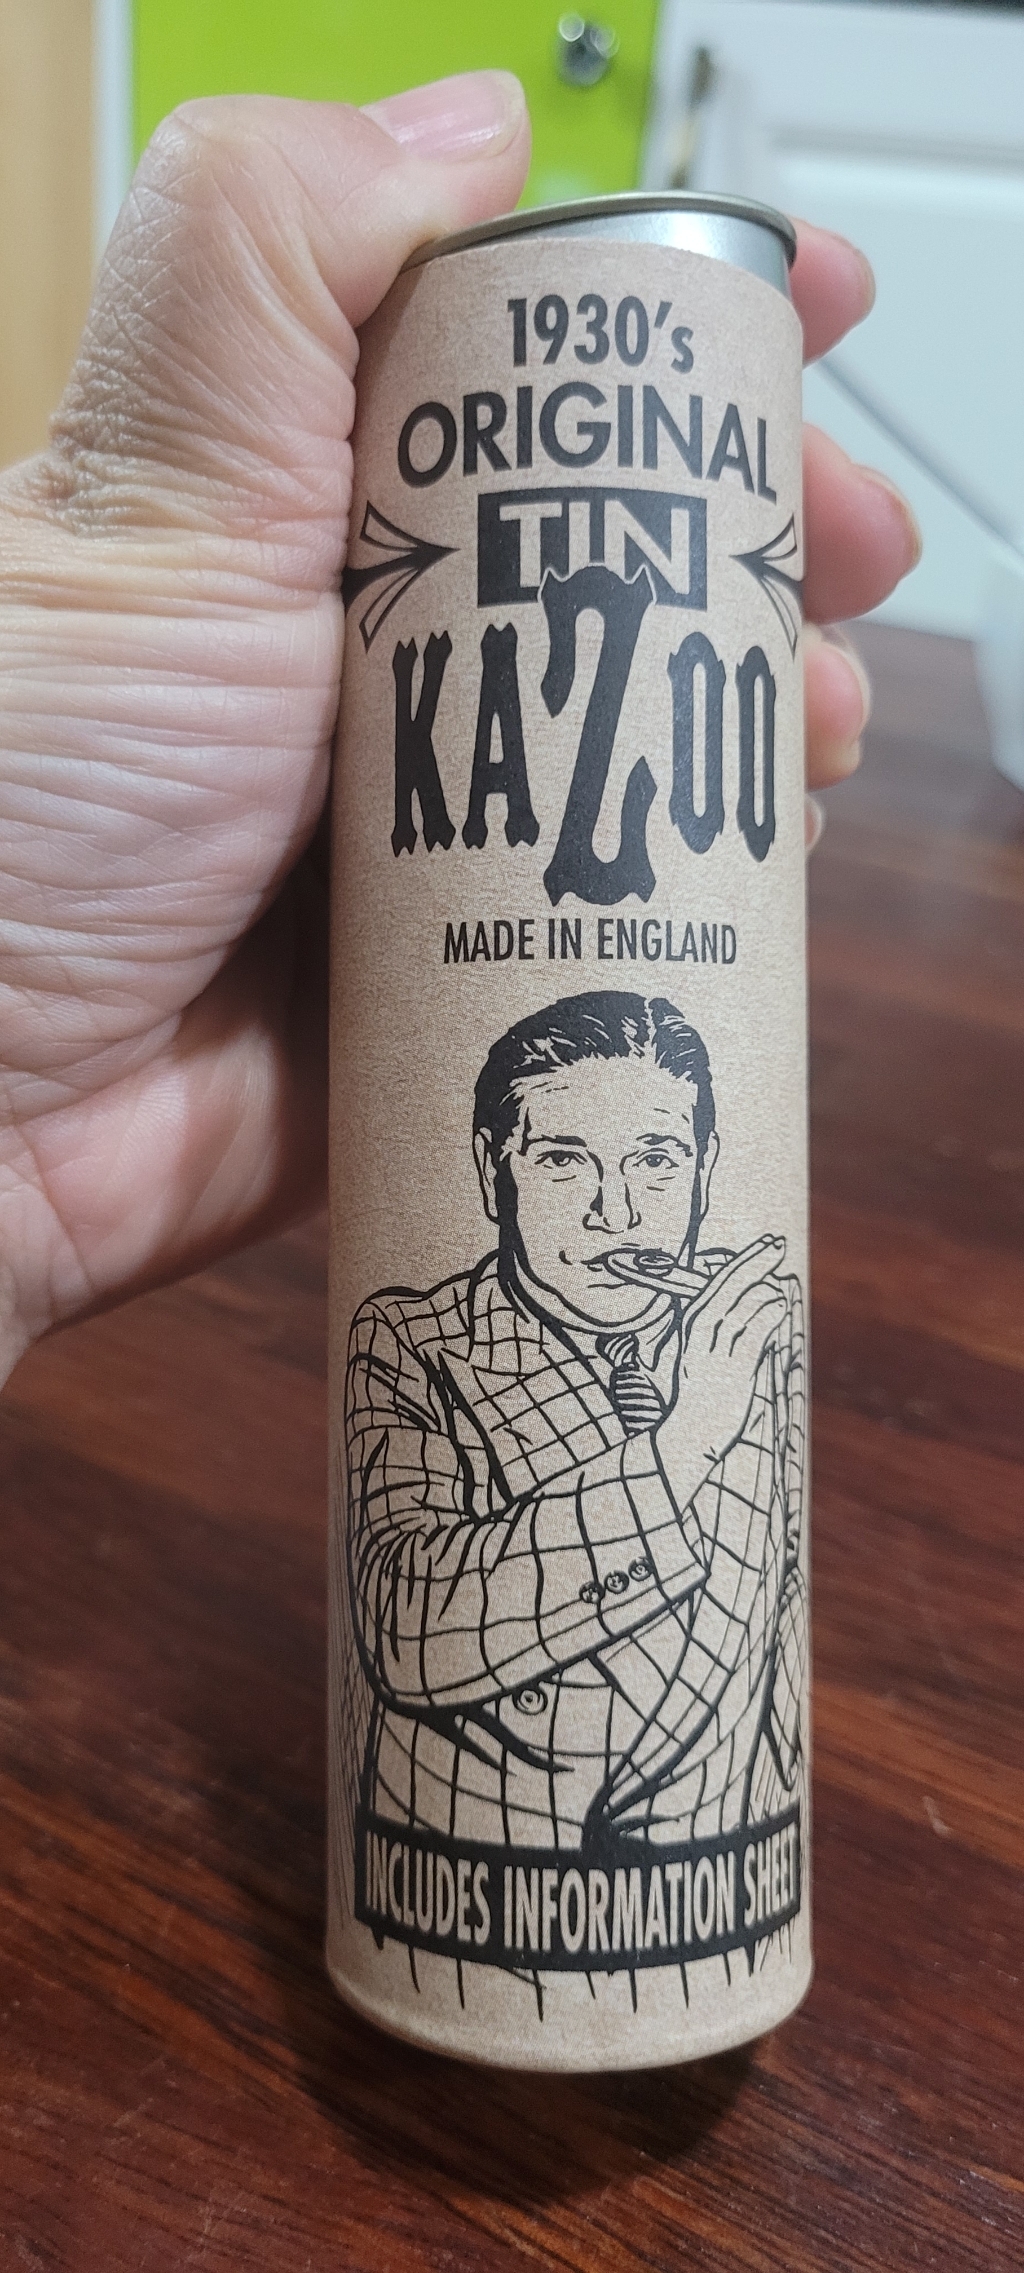 1930's
ORIGINAL
TIN
KAZOO
MADE IN ENGLAND
INCLUDES INFORMATION SHEET